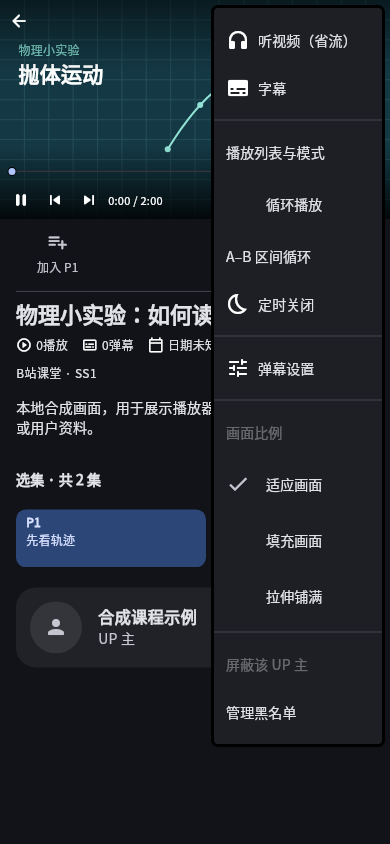 物理小实验
抛体运动
0:00 / 2:00
加入 P1
物理小实验：如何读
0播放
0弹幕
日期未知
B站课堂 · SS1
本地合成画面，用于展示播放器
或用户资料。
选集 · 共 2 集
P1
先看轨迹
合成课程示例
UP 主
听视频（省流）
字幕
播放列表与模式
循环播放
A–B 区间循环
定时关闭
弹幕设置
画面比例
适应画面
填充画面
拉伸铺满
屏蔽该 UP 主
管理黑名单